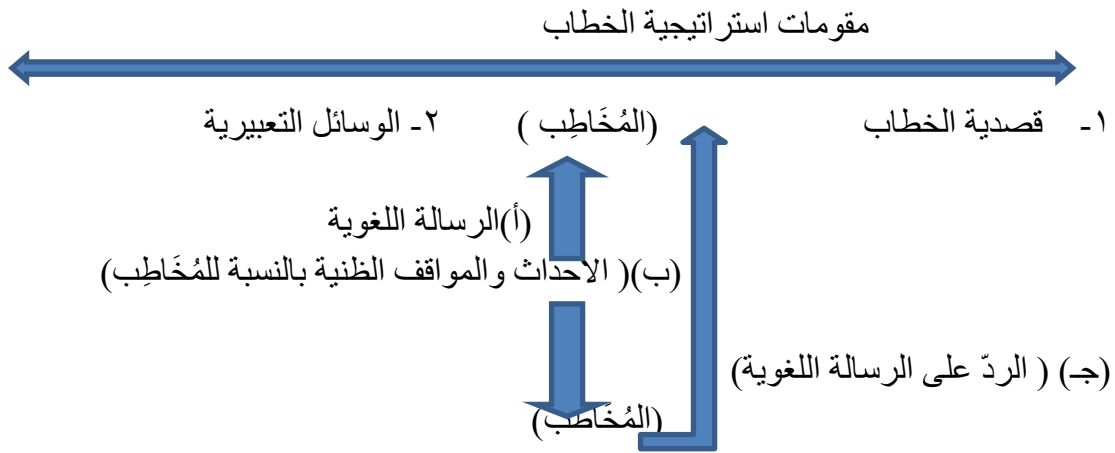 مقومات استراتيجية الخطاب
١- قصدية الخطاب (المُخَاطِب ) ٢- الوسائل التعبيرية
(أ)الرسالة اللغوية
(ب)( الاحداث والمواقف الظنية بالنسبة للمُخَاطِب)
(جـ) ( الردّ على الرسالة اللغوية)
(المُخَاطَب)